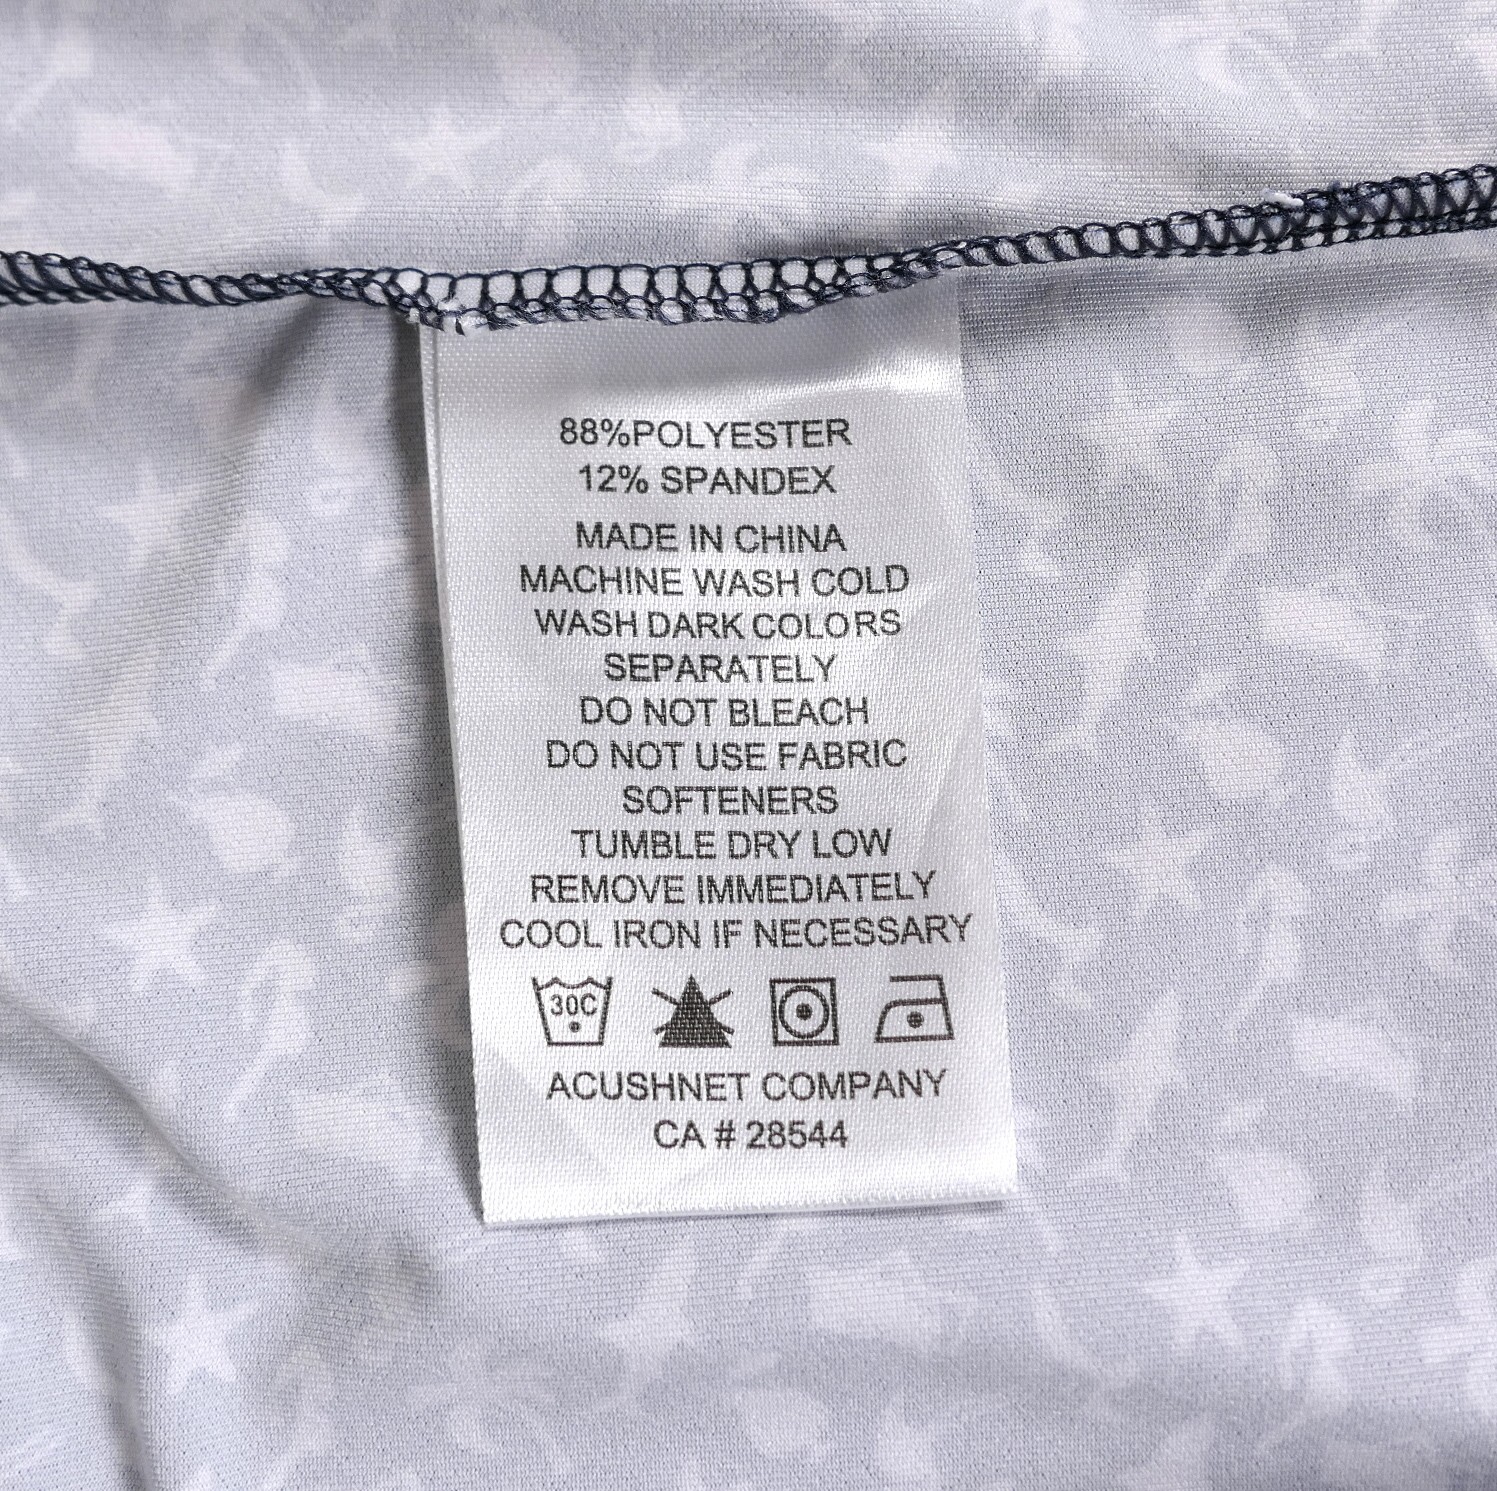 88%POLYESTER
12% SPANDEX
MADE IN CHINA
MACHINE WASH COLD
WASH DARK COLORS
SEPARATELY
DO NOT BLEACH
DO NOT USE FABRIC
SOFTENERS
TUMBLE DRY LOW
REMOVE IMMEDIATELY
COOL IRON IF NECESSARY
30C
ACUSHNET COMPANY
CA # 28544